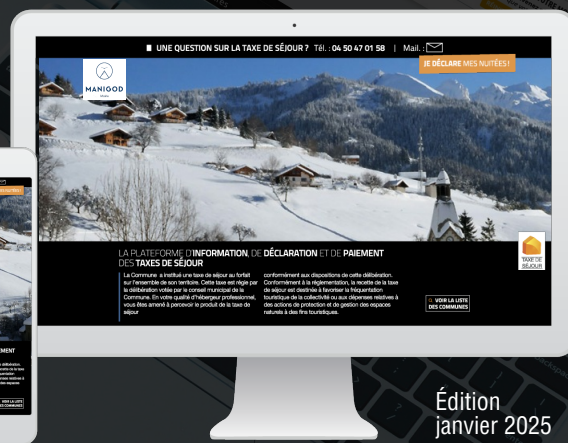 UNE QUESTION SUR LA TAXE DE SÉJOUR ? Tél. : 04 50 47 01 58 | Mail. :
JE DÉCLARE MES NUITÉES !
MANIGOD
LA PLATEFORME D'INFORMATION, DE DÉCLARATION ET DE PAIEMENT
DES TAXES DE SÉJOUR
La Commune a institué une taxe de séjour au forfait
sur l'ensemble de son territoire. Cette taxe est régie par
la délibération votée par le conseil municipal de la
Commune. En votre qualité d'hébergeur professionnel,
vous êtes amené à percevoir le produit de la taxe de
séjour
conformément aux dispositions de cette délibération.
Conformément à la réglementation, la recette de la taxe
de séjour est destinée à favoriser la fréquentation
touristique de la collectivité ou aux dépenses relatives à
des actions de protection et de gestion des espaces
naturels à des fins touristiques.
TAXE DE
SÉJOUR
VOIR LA LISTE
DES COMMUNES
Édition
janvier 2025